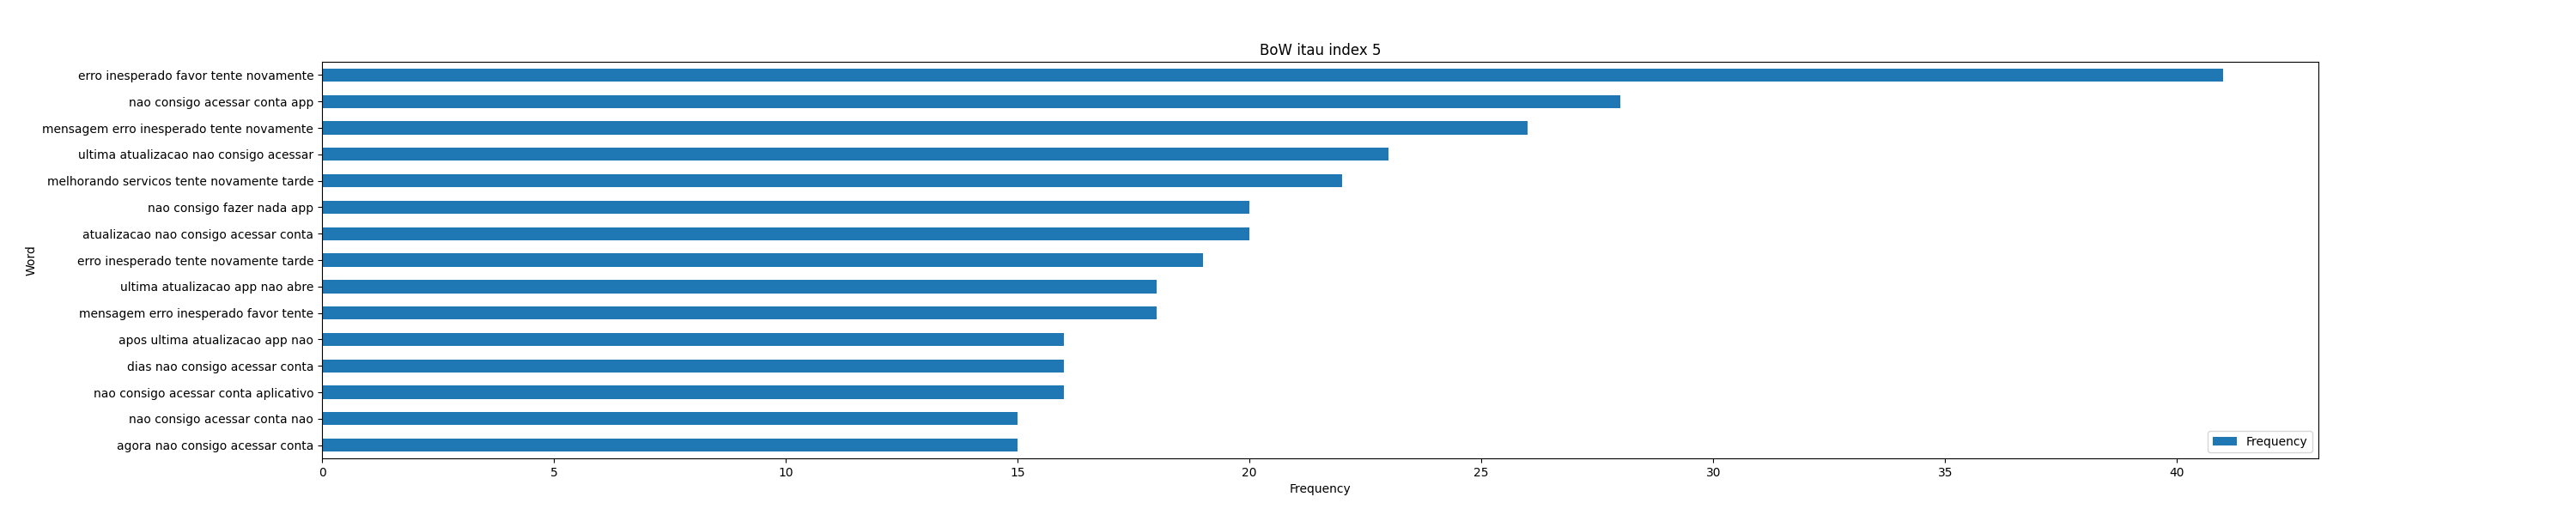 BoW itau index 5
erro inesperado favor tente novamente
nao consigo acessar conta app
mensagem erro inesperado tente novamente
ultima atualizacao nao consigo acessar
melhorando servicos tente novamente tarde
nao consigo fazer nada app
atualizacao nao consigo acessar conta
erro inesperado tente novamente tarde
ultima atualizacao app nao abre
mensagem erro inesperado favor tente
apos ultima atualizacao app nao
dias nao consigo acessar conta
nao consigo acessar conta aplicativo
nao consigo acessar conta nao
agora nao consigo acessar conta
Word
Frequency
0 5 10 15 20 25 30 35 40
Frequency